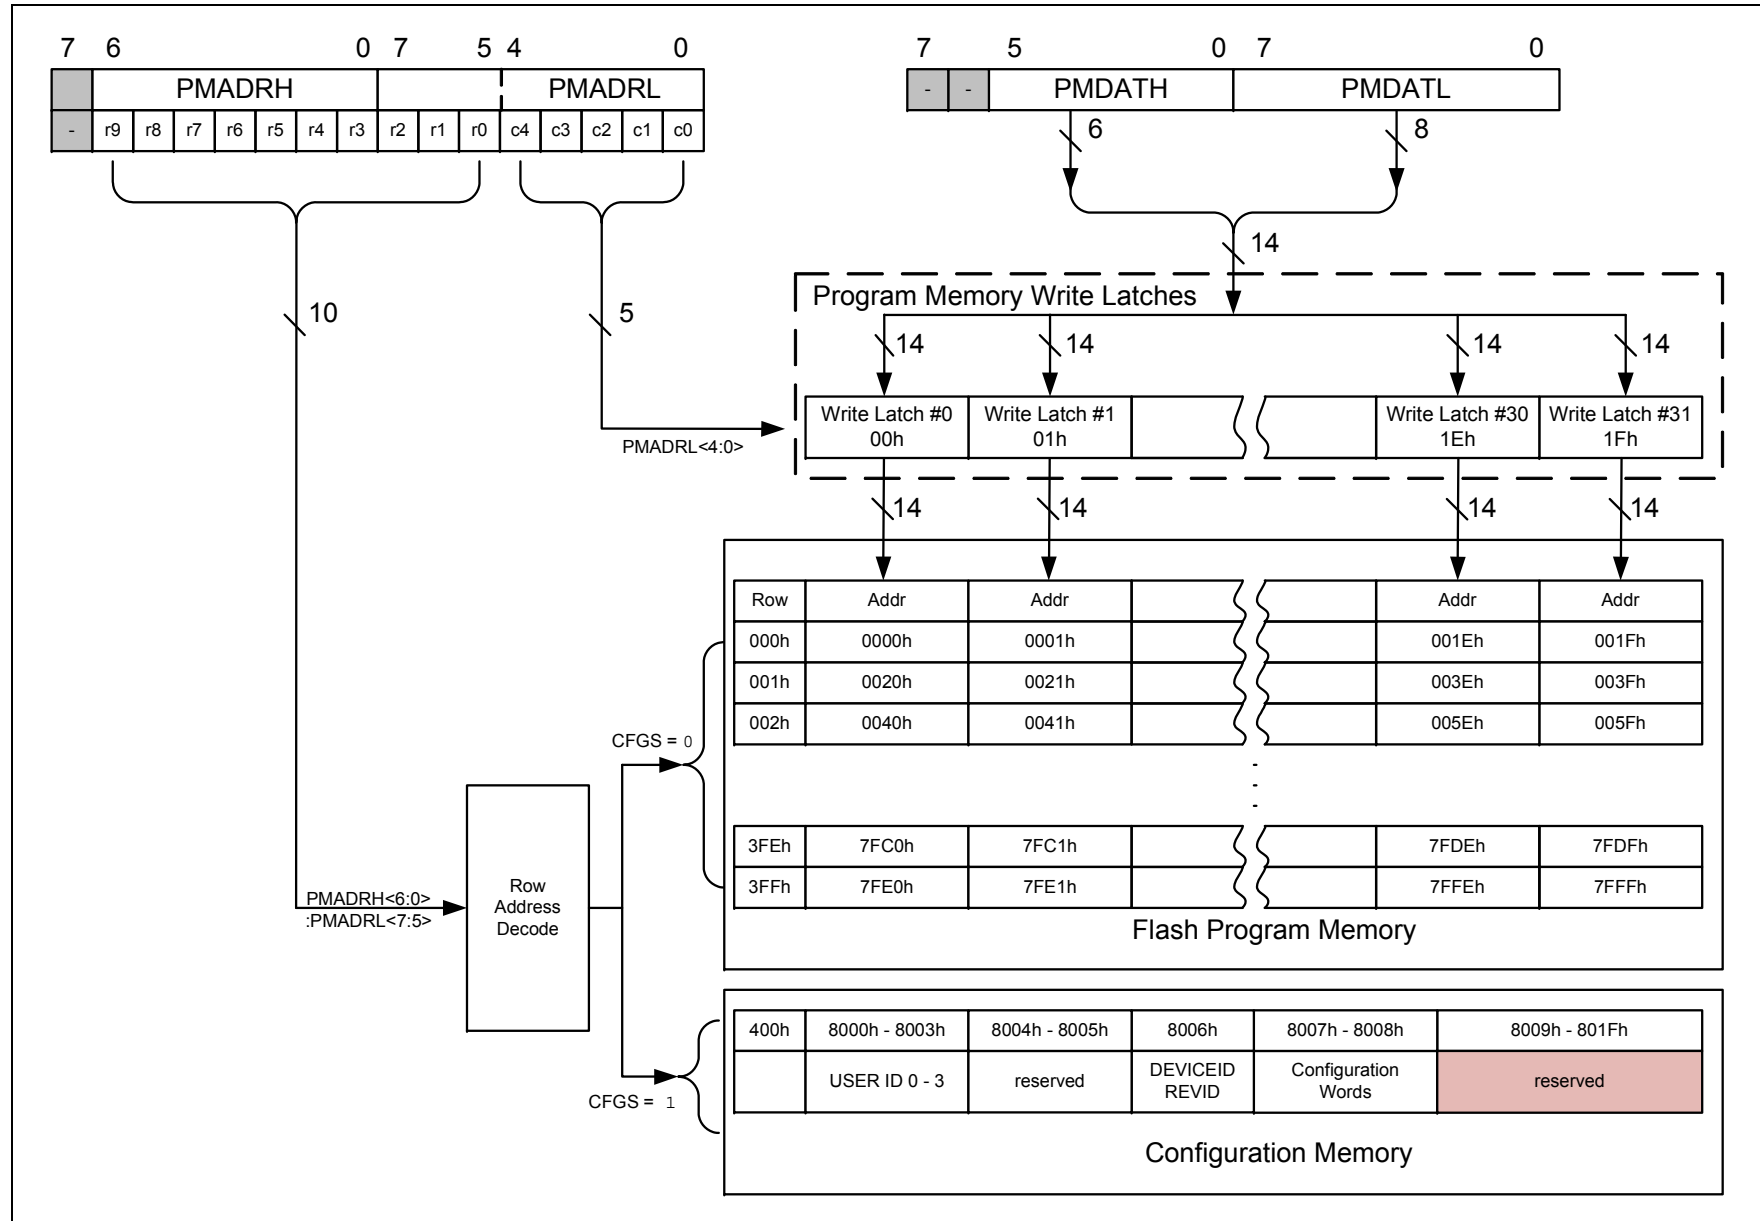 7 6 0 7 5 4 0
PMADRH PMADRL
- r9 r8 r7 r6 r5 r4 r3 r2 r1 r0 c4 c3 c2 c1 c0
7 5 0 7 0
- - PMDATH PMDATL
6 8
14
10
5
PMADRL<4:0>
Program Memory Write Latches
14 14 14 14
Write Latch #0 Write Latch #1 Write Latch #30 Write Latch #31
00h 01h 1Eh 1Fh
14 14 14 14
Row Addr Addr Addr Addr
000h 0000h 0001h 001Eh 001Fh
001h 0020h 0021h 003Eh 003Fh
002h 0040h 0041h 005Eh 005Fh
CFGS = 0
3FEh 7FC0h 7FC1h 7FDEh 7FDFh
3FFh 7FE0h 7FE1h 7FFEh 7FFFh
Flash Program Memory
PMADRH<6:0>
:PMADRL<7:5>
Row
Address
Decode
CFGS = 1
400h 8000h - 8003h 8004h - 8005h 8006h 8007h - 8008h 8009h - 801Fh
USER ID 0 - 3 reserved DEVICEID Configuration reserved
REVID Words
Configuration Memory